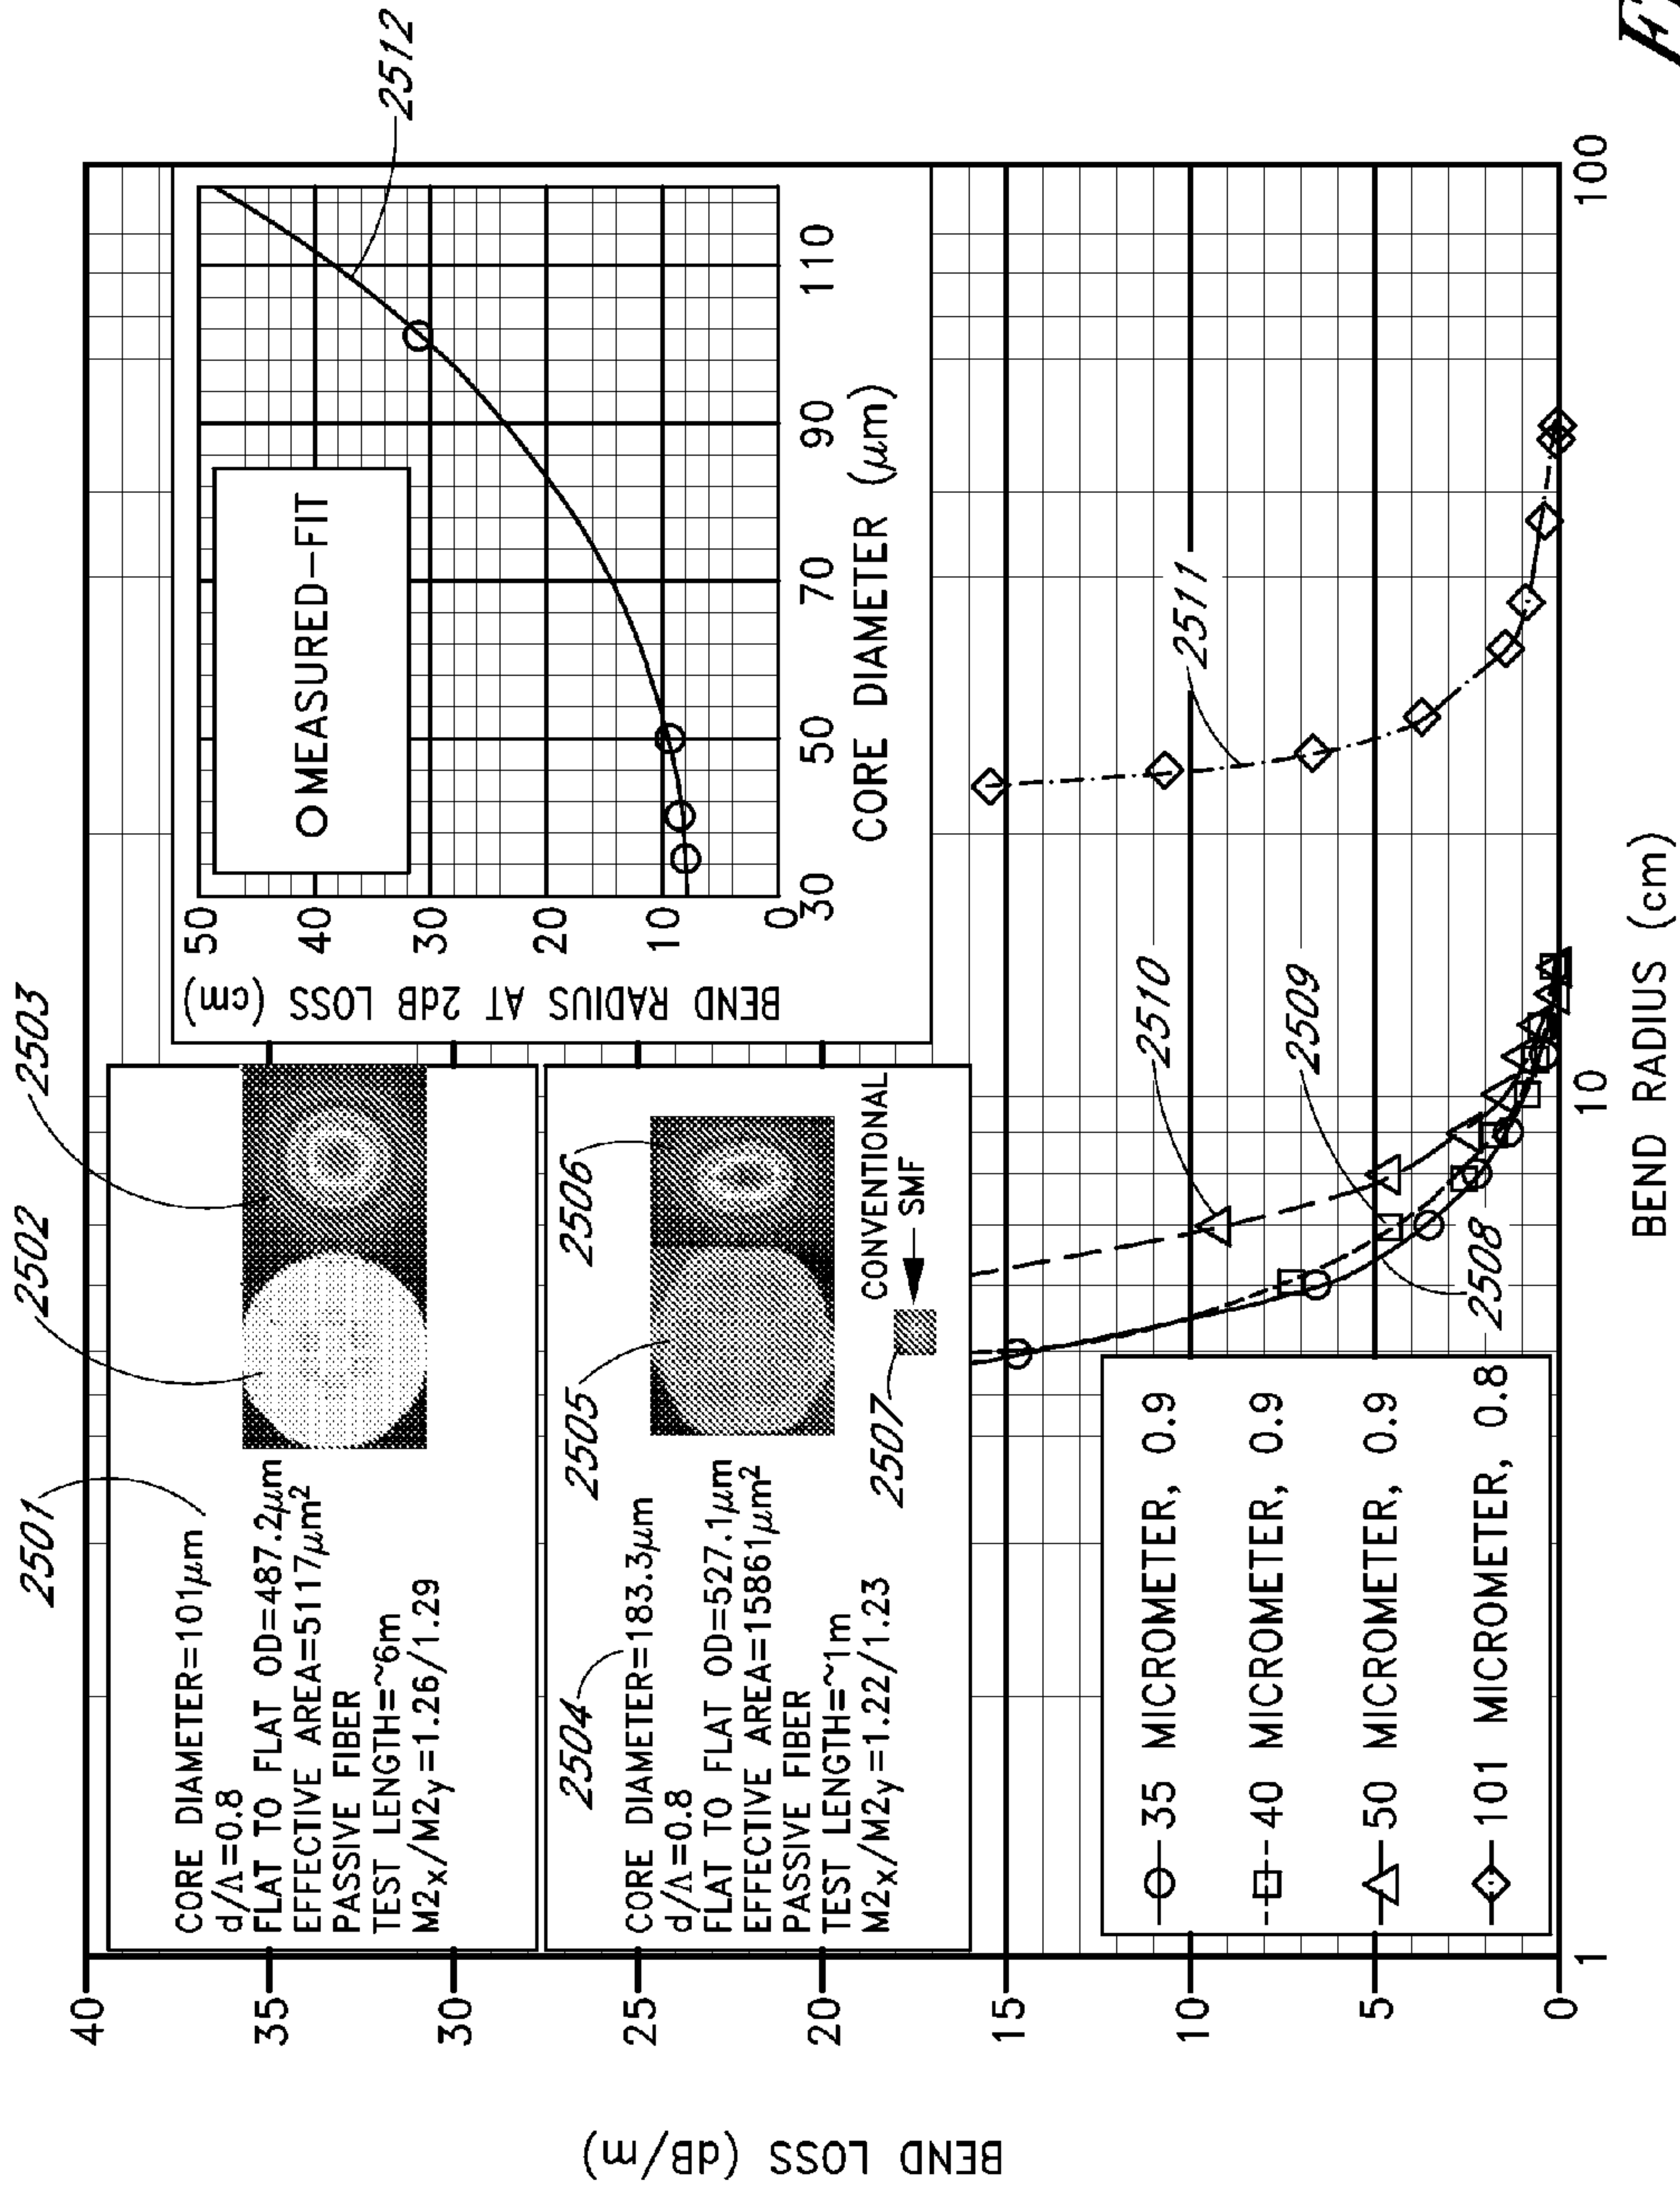 2501
2502
2503
CORE DIAMETER=101μm
d/Λ=0.8
FLAT TO FLAT OD=487.2μm
EFFECTIVE AREA=5117μm²
PASSIVE FIBER
TEST LENGTH=~6m
M2x/M2y=1.26/1.29
2504
2505
2506
CORE DIAMETER=183.3μm
d/Λ=0.8
FLAT TO FLAT OD=527.1μm
EFFECTIVE AREA=15861μm²
PASSIVE FIBER
TEST LENGTH=~1m
M2x/M2y=1.22/1.23
2507
CONVENTIONAL
SMF
BEND RADIUS AT 2dB LOSS (cm)
50
40
30
20
10
0
MEASURED-FIT
2512
30
50
70
90
110
CORE DIAMETER (μm)
BEND LOSS (dB/m)
40
35
30
25
20
15
10
5
0
2510
2511
2509
2508
35 MICROMETER, 0.9
40 MICROMETER, 0.9
50 MICROMETER, 0.9
101 MICROMETER, 0.8
1
10
100
BEND RADIUS (cm)